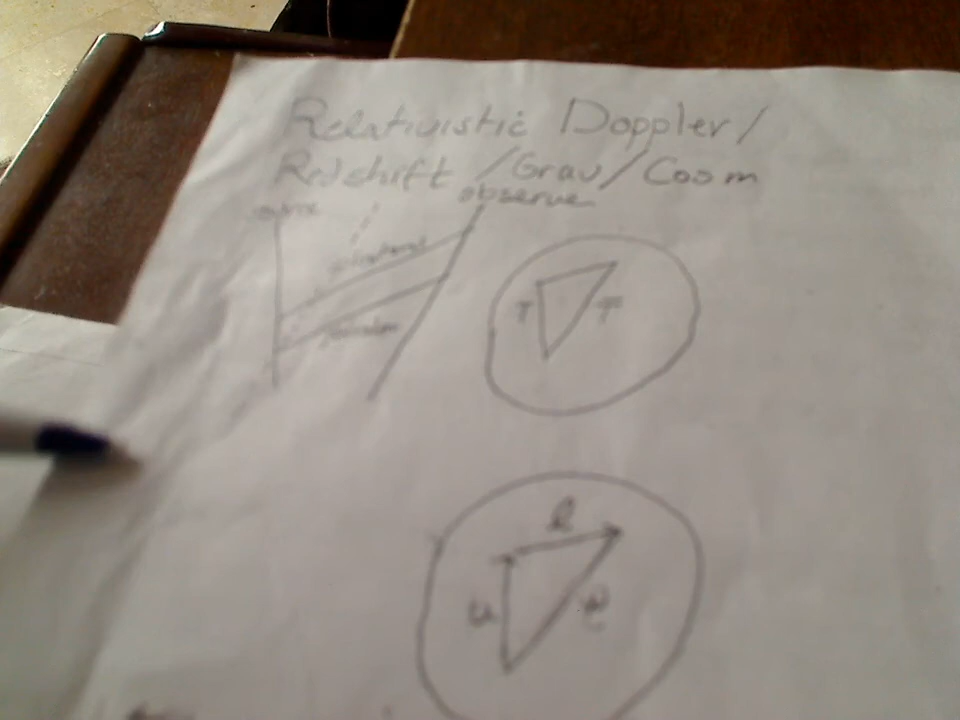 Relativistic Doppler/
Redshift /Grav/Cosm
observe
T T
l
u